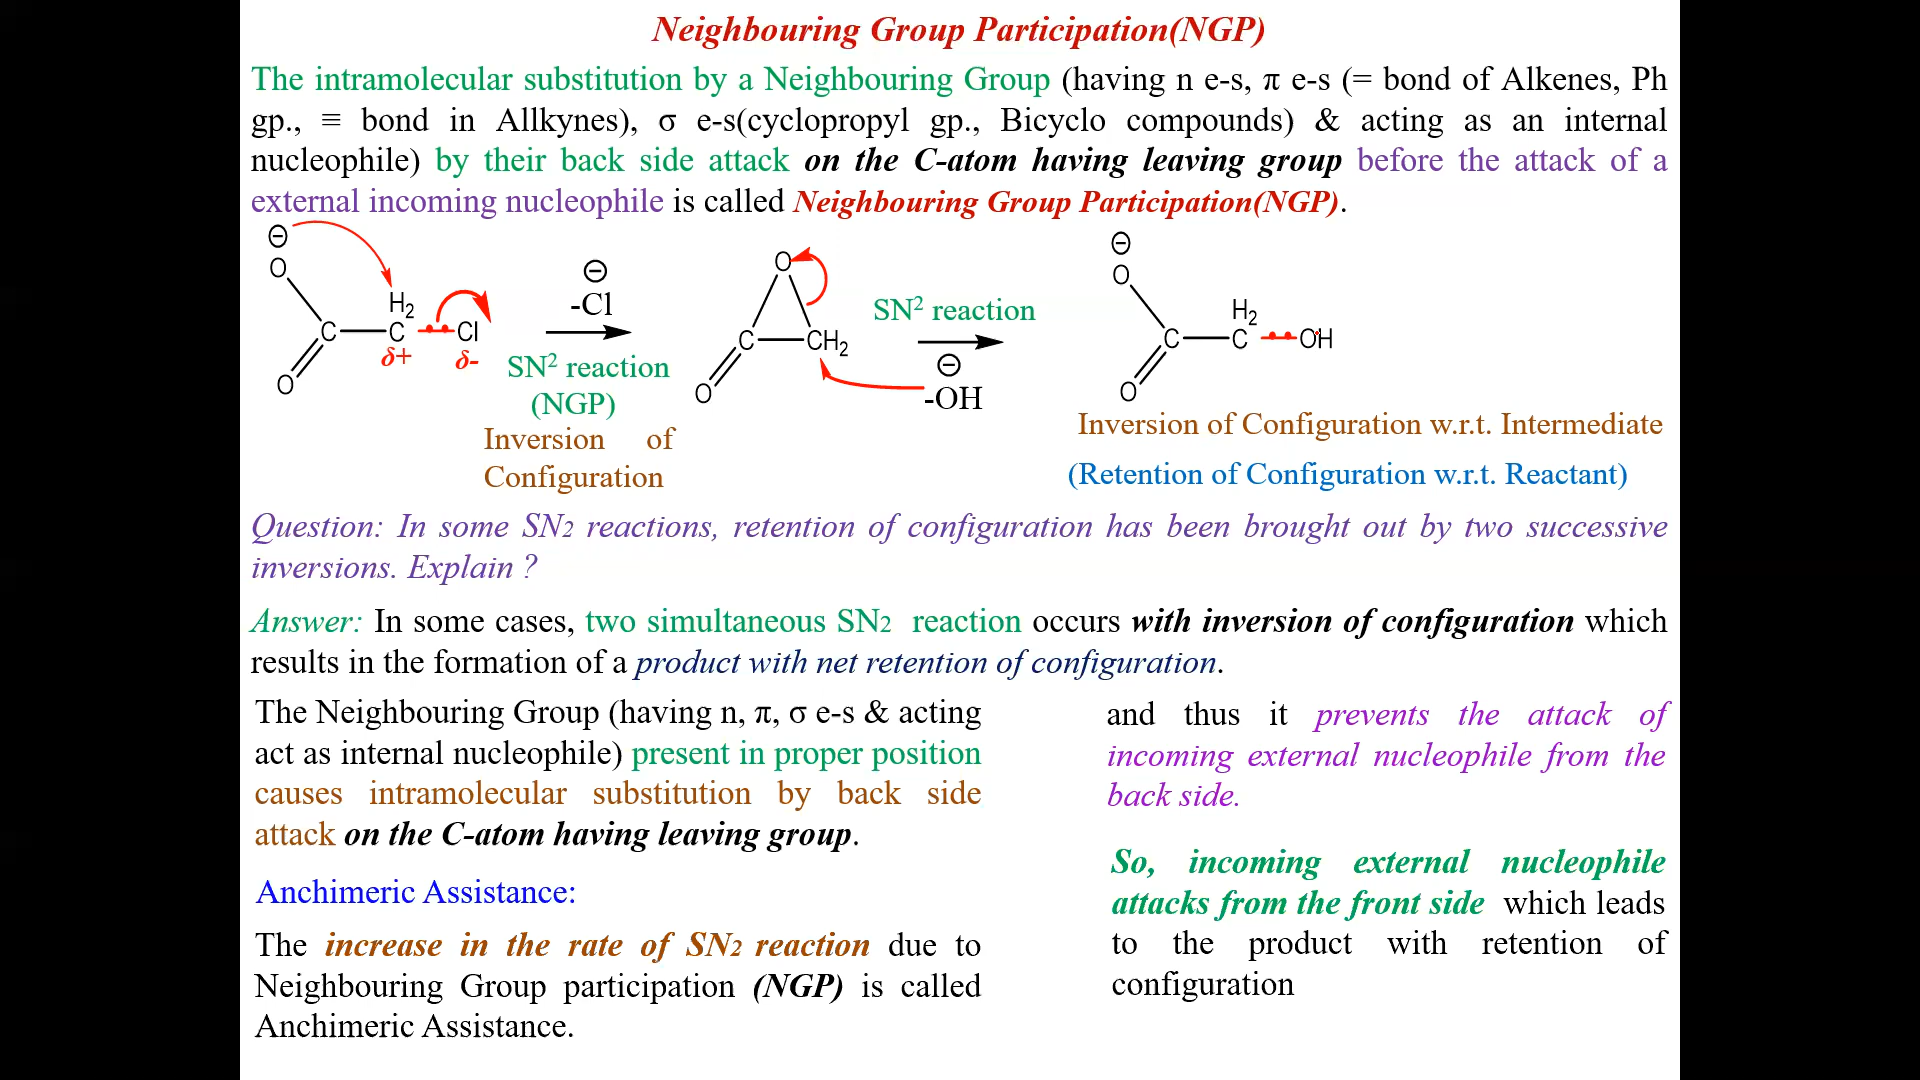 Neighbouring Group Participation(NGP)
The intramolecular substitution by a Neighbouring Group (having n e-s, π e-s (= bond of Alkenes, Ph
gp., ≡ bond in Allkynes), σ e-s(cyclopropyl gp., Bicyclo compounds) & acting as an internal
nucleophile) by their back side attack on the C-atom having leaving group before the attack of a
external incoming nucleophile is called Neighbouring Group Participation(NGP).
⊖
O
H2
C
C
Cl
δ+
δ-
O
⊖
-Cl
SN² reaction
(NGP)
Inversion of
Configuration
O
C
CH2
O
SN² reaction
⊖
-OH
⊖
O
H2
C
C
OH
O
Inversion of Configuration w.r.t. Intermediate
(Retention of Configuration w.r.t. Reactant)
Question: In some SN2 reactions, retention of configuration has been brought out by two successive
inversions. Explain ?
Answer: In some cases, two simultaneous SN2 reaction occurs with inversion of configuration which
results in the formation of a product with net retention of configuration.
The Neighbouring Group (having n, π, σ e-s & acting
act as internal nucleophile) present in proper position
causes intramolecular substitution by back side
attack on the C-atom having leaving group.
Anchimeric Assistance:
The increase in the rate of SN2 reaction due to
Neighbouring Group participation (NGP) is called
Anchimeric Assistance.
and thus it prevents the attack of
incoming external nucleophile from the
back side.
So, incoming external nucleophile
attacks from the front side which leads
to the product with retention of
configuration